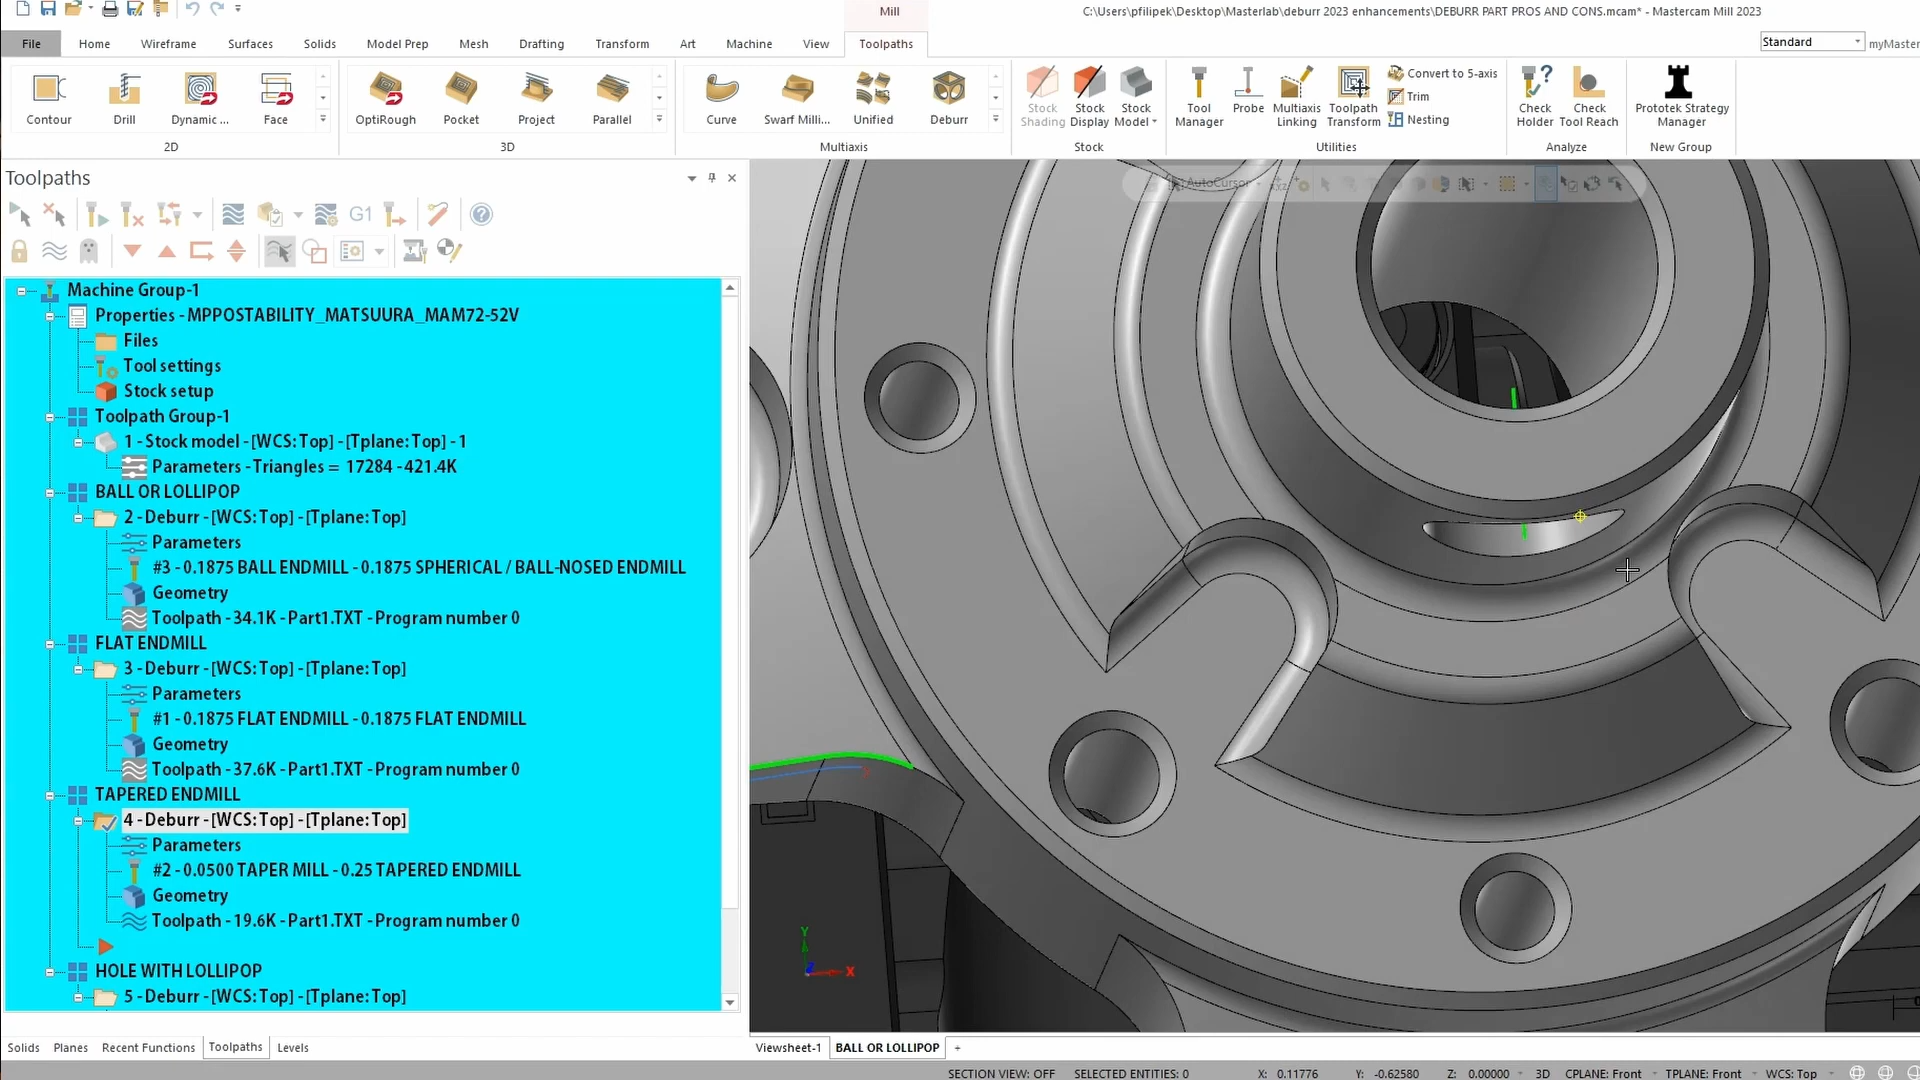 Mill
C:\Users\pfilipek\Desktop\Masterlab\deburr 2023 enhancements\DEBURR PART PROS AND CONS.mcam* - Mastercam Mill 2023
File Home Wireframe Surfaces Solids Model Prep Mesh Drafting Transform Art Machine View Toolpaths
Standard
myMaster
Contour Drill Dynamic ... Face
OptiRough Pocket Project Parallel
Curve Swarf Milli... Unified Deburr
Stock Shading Stock Display Stock Model
Tool Manager Probe Multiaxis Linking Toolpath Transform
Convert to 5-axis
Trim
Nesting
Check Holder Check Tool Reach
Prototek Strategy Manager
2D 3D Multiaxis Stock Utilities Analyze New Group
Toolpaths
G1
AutoCursor
Machine Group-1
Properties - MPPOSTABILITY_MATSUURA_MAM72-52V
Files
Tool settings
Stock setup
Toolpath Group-1
1 - Stock model - [WCS: Top] - [Tplane: Top] - 1
Parameters - Triangles = 17284 - 421.4K
BALL OR LOLLIPOP
2 - Deburr - [WCS: Top] - [Tplane: Top]
Parameters
#3 - 0.1875 BALL ENDMILL - 0.1875 SPHERICAL / BALL-NOSED ENDMILL
Geometry
Toolpath - 34.1K - Part1.TXT - Program number 0
FLAT ENDMILL
3 - Deburr - [WCS: Top] - [Tplane: Top]
Parameters
#1 - 0.1875 FLAT ENDMILL - 0.1875 FLAT ENDMILL
Geometry
Toolpath - 37.6K - Part1.TXT - Program number 0
TAPERED ENDMILL
4 - Deburr - [WCS: Top] - [Tplane: Top]
Parameters
#2 - 0.0500 TAPER MILL - 0.25 TAPERED ENDMILL
Geometry
Toolpath - 19.6K - Part1.TXT - Program number 0
HOLE WITH LOLLIPOP
5 - Deburr - [WCS: Top] - [Tplane: Top]
Y
Z
X
Solids Planes Recent Functions Toolpaths Levels
Viewsheet-1 BALL OR LOLLIPOP +
SECTION VIEW: OFF SELECTED ENTITIES: 0 X: 0.11776 Y: -0.62580 Z: 0.00000 3D CPLANE: Front TPLANE: Front WCS: Top